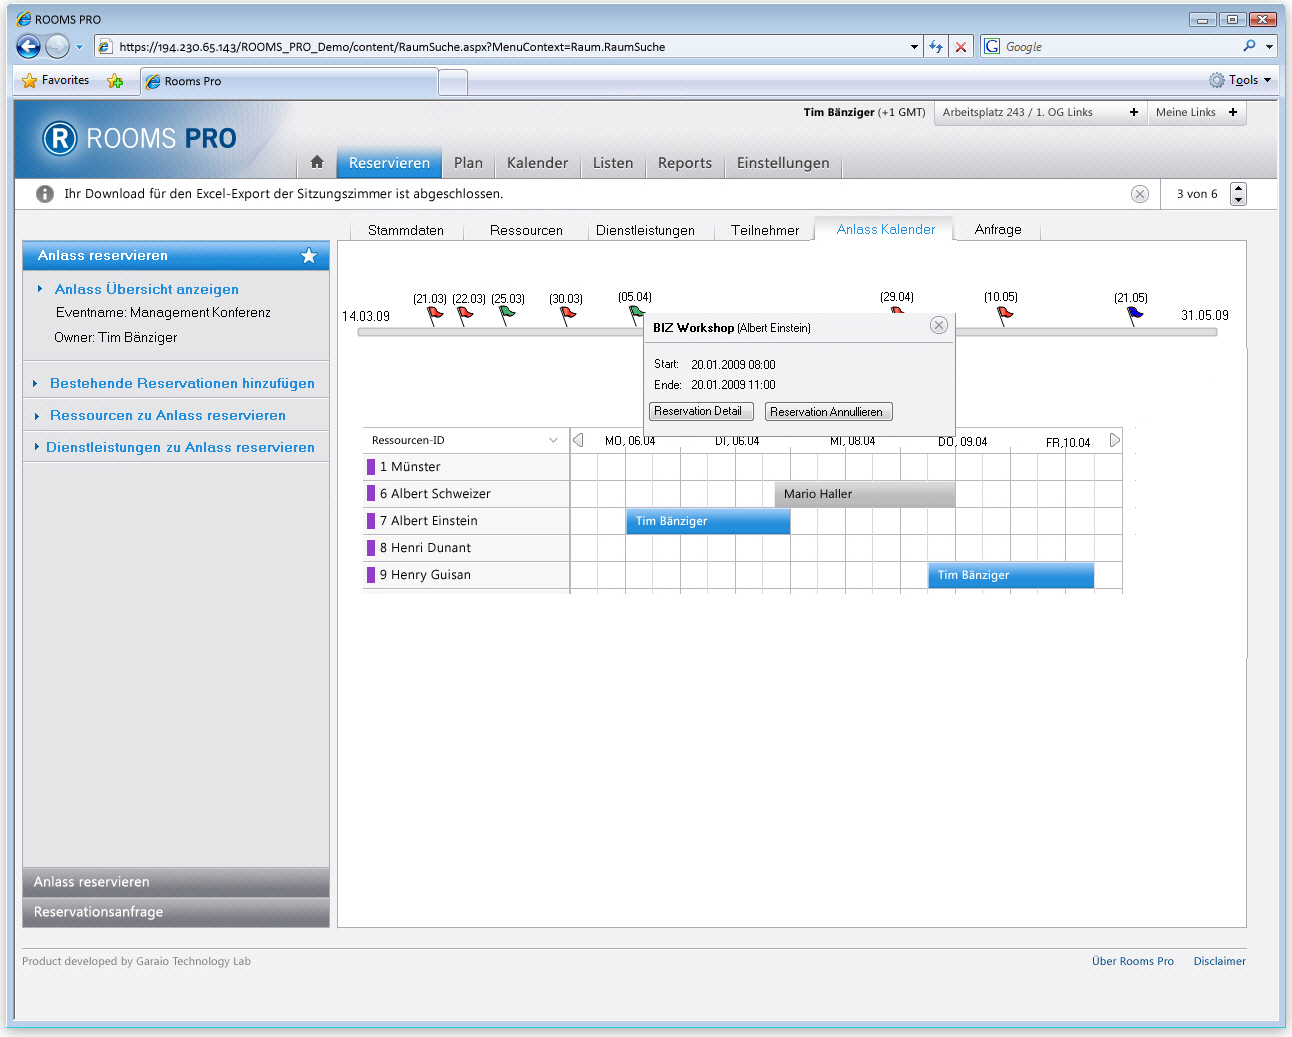 ROOMS PRO
https://194.230.65.143/ROOMS_PRO_Demo/content/RaumSuche.aspx?MenuContext=Raum.RaumSuche
Google
Favorites
Rooms Pro
Tools
Tim Bänziger (+1 GMT)
Arbeitsplatz 243 / 1. OG Links +
Meine Links +
R ROOMS PRO
Reservieren Plan Kalender Listen Reports Einstellungen
Ihr Download für den Excel-Export der Sitzungszimmer ist abgeschlossen.
3 von 6
Stammdaten Ressourcen Dienstleistungen Teilnehmer Anlass Kalender Anfrage
Anlass reservieren
Anlass Übersicht anzeigen
Eventname: Management Konferenz
Owner: Tim Bänziger
Bestehende Reservationen hinzufügen
Ressourcen zu Anlass reservieren
Dienstleistungen zu Anlass reservieren
(21.03) (22.03) (25.03) (30.03) (05.04) (29.04) (10.05) (21.05)
14.03.09 31.05.09
BIZ Workshop (Albert Einstein)
Start: 20.01.2009 08:00
Ende: 20.01.2009 11:00
Reservation Detail Reservation Annullieren
Ressourcen-ID MO, 06.04 DI, 06.04 MI, 08.04 DO, 09.04 FR,10.04
1 Münster
6 Albert Schweizer Mario Haller
7 Albert Einstein Tim Bänziger
8 Henri Dunant
9 Henry Guisan Tim Bänziger
Anlass reservieren
Reservationsanfrage
Product developed by Garaio Technology Lab
Über Rooms Pro Disclaimer